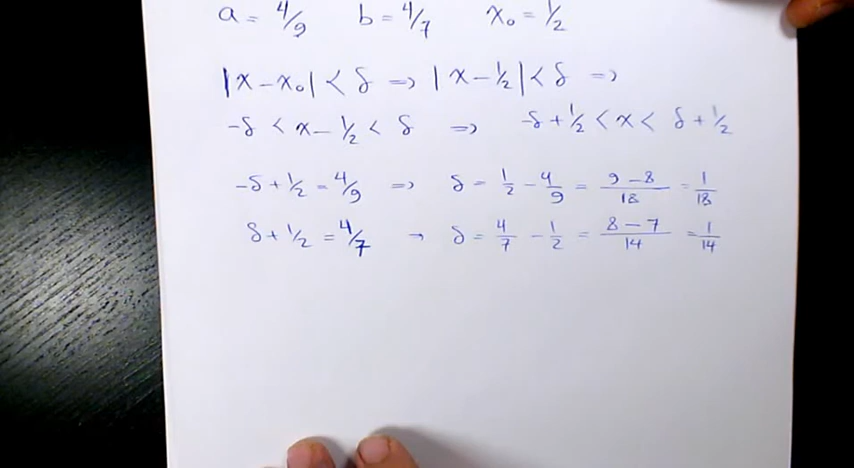 a = 4/9 b = 4/7 x₀ = 1/2
|x - x₀| < δ => |x - 1/2| < δ =>
-δ < x - 1/2 < δ => -δ + 1/2 < x < δ + 1/2
-δ + 1/2 = 4/9 => δ = 1/2 - 4/9 = 9 - 8/18 = 1/18
δ + 1/2 = 4/7 → δ = 4/7 - 1/2 = 8 - 7/14 = 1/14